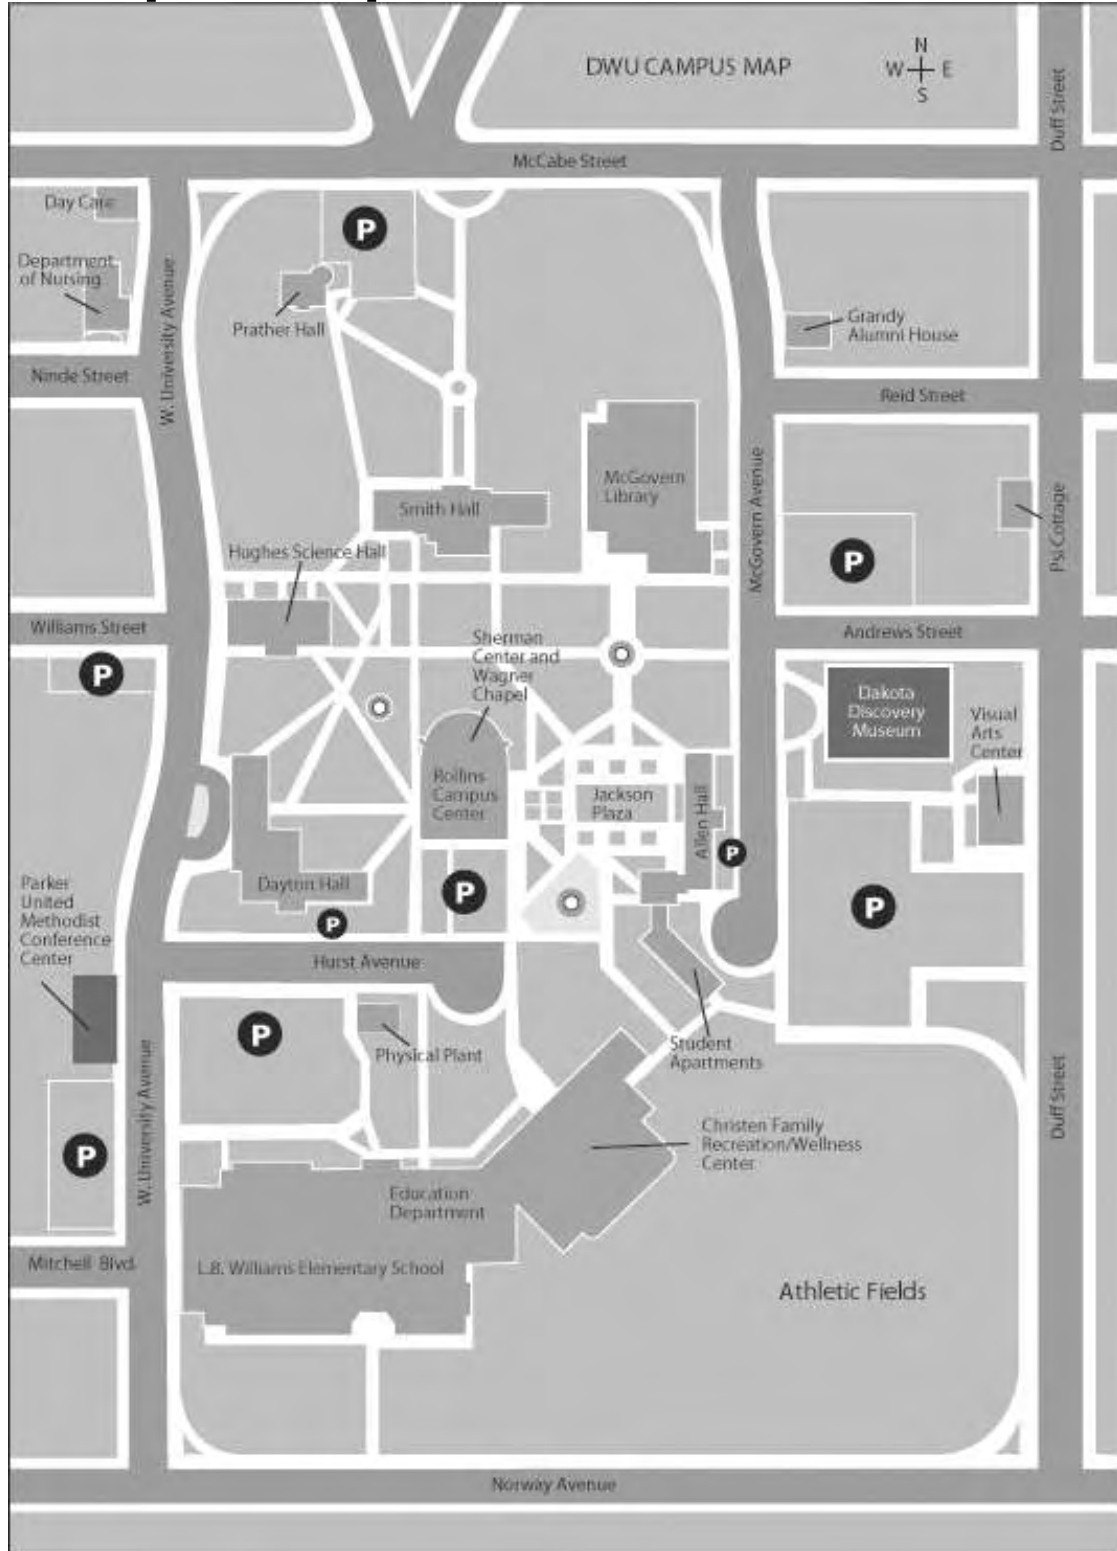 DWU CAMPUS MAP
N
W E
S
Duff Street
McCabe Street
Day Care
P
Department
of Nursing
W. University Avenue
Prather Hall
Grandy
Alumni House
Ninde Street
Reid Street
McGovern
Library
McGovern Avenue
Psi Cottage
Smith Hall
Hughes Science Hall
P
Williams Street
Andrews Street
Sherman
Center and
Wagner
Chapel
P
Dakota
Discovery
Museum
Visual
Arts
Center
Rollins
Campus
Center
Jackson
Plaza
Allen Hall
P
Dayton Hall
P
P
P
Parker
United
Methodist
Conference
Center
Hurst Avenue
P
Physical Plant
Student
Apartments
Duff Street
W. University Avenue
P
Christen Family
Recreation/Wellness
Center
Education
Department
Mitchell Blvd.
L.B. Williams Elementary School
Athletic Fields
Norway Avenue